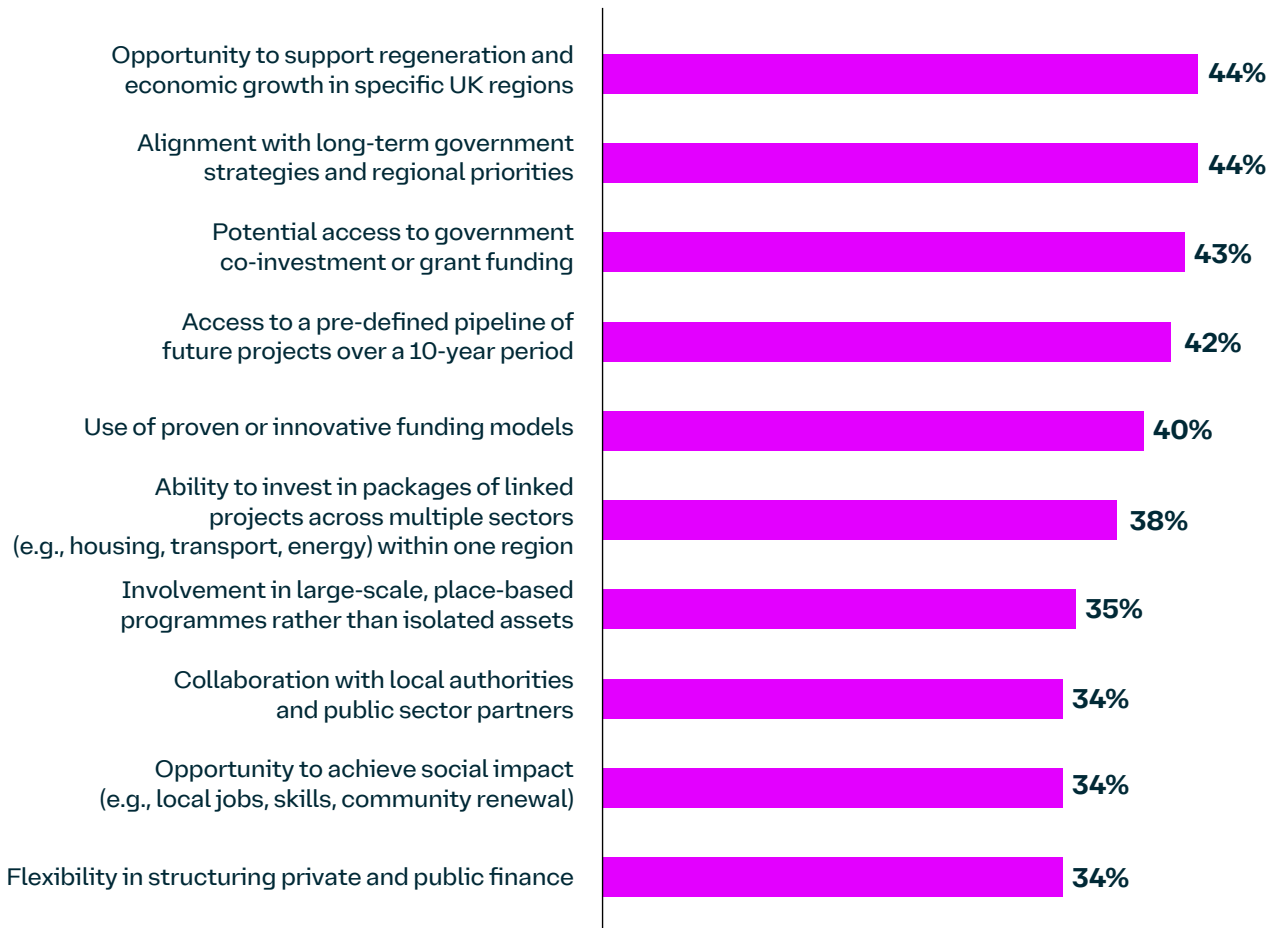 Opportunity to support regeneration and
economic growth in specific UK regions
44%
Alignment with long-term government
strategies and regional priorities
44%
Potential access to government
co-investment or grant funding
43%
Access to a pre-defined pipeline of
future projects over a 10-year period
42%
Use of proven or innovative funding models
40%
Ability to invest in packages of linked
projects across multiple sectors
(e.g., housing, transport, energy) within one region
38%
Involvement in large-scale, place-based
programmes rather than isolated assets
35%
Collaboration with local authorities
and public sector partners
34%
Opportunity to achieve social impact
(e.g., local jobs, skills, community renewal)
34%
Flexibility in structuring private and public finance
34%